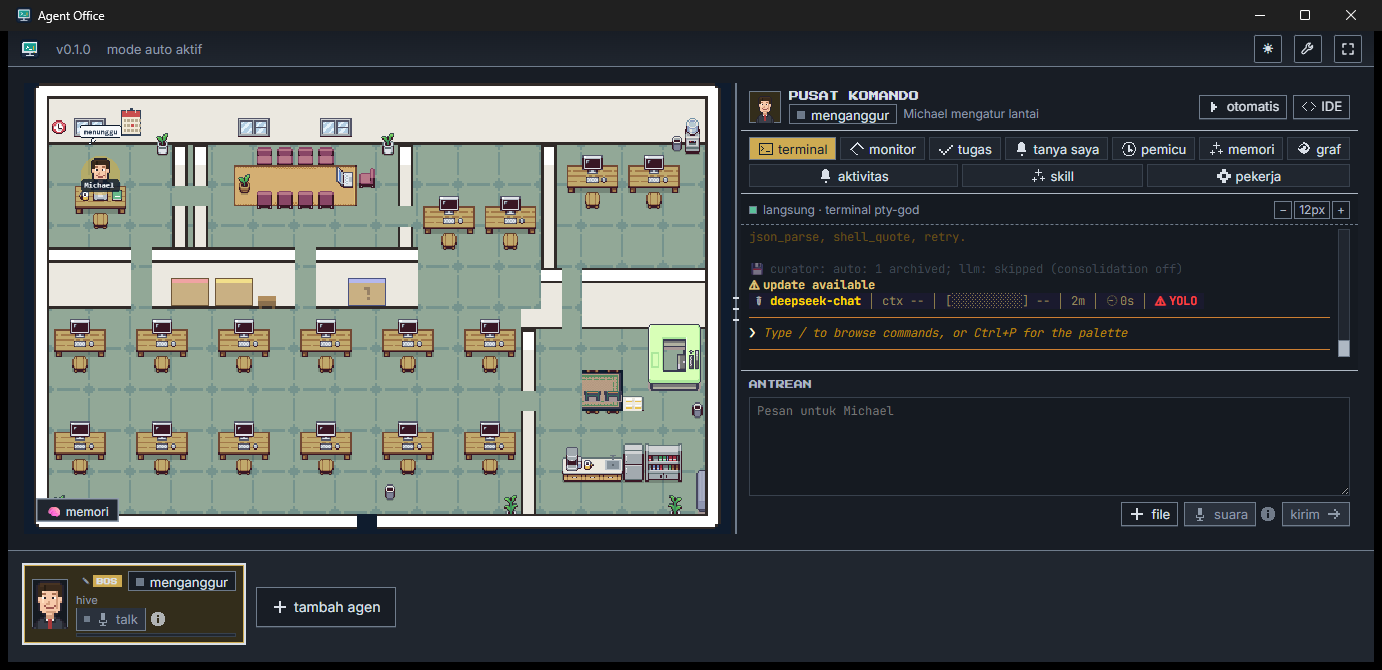 Agent Office
v0.1.0 mode auto aktif
menunggu
Michael
memori
PUSAT KOMANDO
menganggur Michael mengatur lantai
otomatis
<> IDE
terminal monitor tugas tanya saya pemicu memori graf
aktivitas skill pekerja
langsung · terminal pty-god
− 12px +
json_parse, shell_quote, retry.
curator: auto: 1 archived; llm: skipped (consolidation off)
update available
deepseek-chat │ ctx -- │ [░░░░░░░░░░] -- │ 2m │ 0s │ YOLO
❯ Type / to browse commands, or Ctrl+P for the palette
ANTREAN
Pesan untuk Michael
+ file suara kirim →
BOS menganggur
hive
talk
+ tambah agen